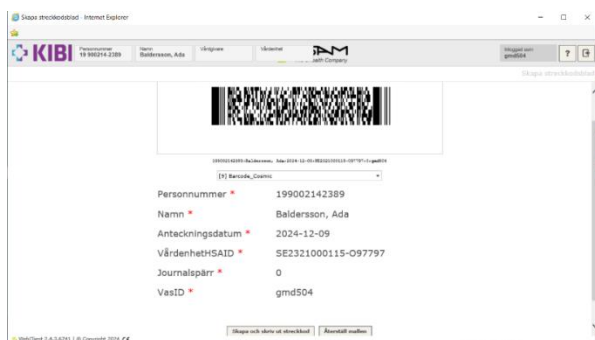 Skapa streckkodsblad - Internet Explorer
KIBI
Personnummer
19 900214-2389
Namn
Baldersson, Ada
Vårdgivare
Vårdenhet
Health Company
Inloggad som:
gmd504
?
Skapa streckkodsblad
[9] Barcode_Cosmic
Personnummer * 199002142389
Namn * Baldersson, Ada
Anteckningsdatum * 2024-12-09
VårdenhetHSAID * SE2321000115-O97797
Journalspärr * 0
VasID * gmd504
Skapa och skriv ut streckkod Återställ mallen